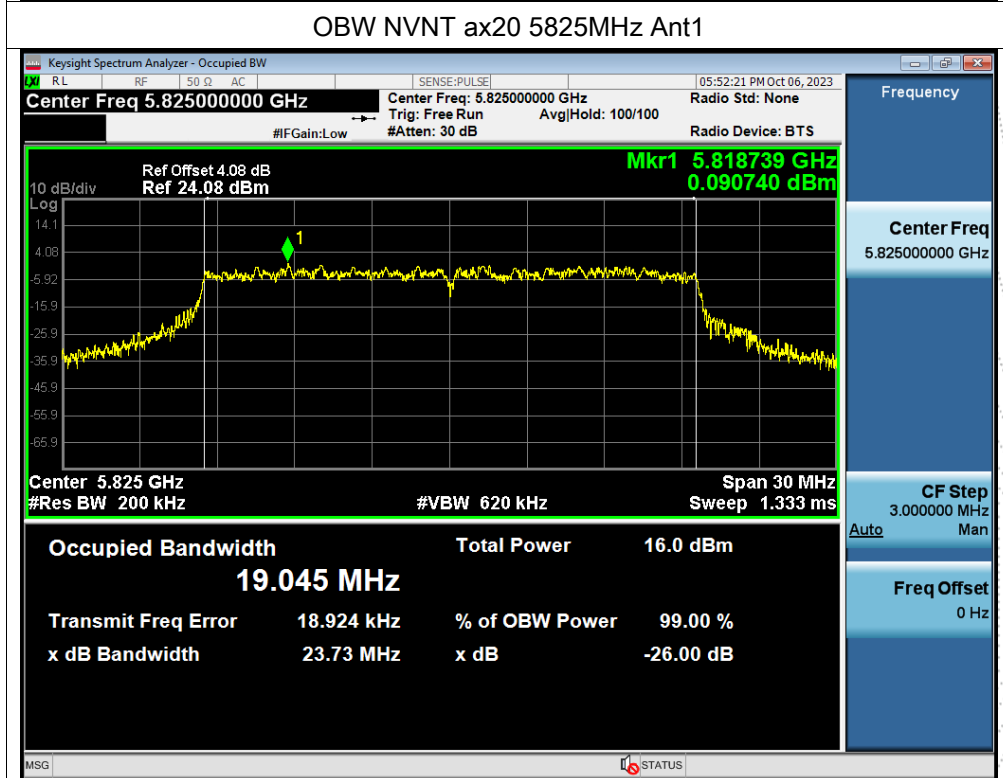 OBW NVNT ax20 5825MHz Ant1
Keysight Spectrum Analyzer - Occupied BW
LXI RL RF 50 Ω AC SENSE:PULSE 05:52:21 PM Oct 06, 2023
Center Freq 5.825000000 GHz Center Freq: 5.825000000 GHz Radio Std: None
Trig: Free Run Avg|Hold: 100/100
#IFGain:Low #Atten: 30 dB Radio Device: BTS
Frequency
Ref Offset 4.08 dB Mkr1 5.818739 GHz
10 dB/div Ref 24.08 dBm 0.090740 dBm
Log
14.1
4.08
-5.92
-15.9
-25.9
-35.9
-45.9
-55.9
-65.9
1
Center 5.825 GHz Span 30 MHz
#Res BW 200 kHz #VBW 620 kHz Sweep 1.333 ms
Center Freq
5.825000000 GHz
CF Step
3.000000 MHz
Auto Man
Freq Offset
0 Hz
Occupied Bandwidth Total Power 16.0 dBm
19.045 MHz
Transmit Freq Error 18.924 kHz % of OBW Power 99.00 %
x dB Bandwidth 23.73 MHz x dB -26.00 dB
MSG STATUS